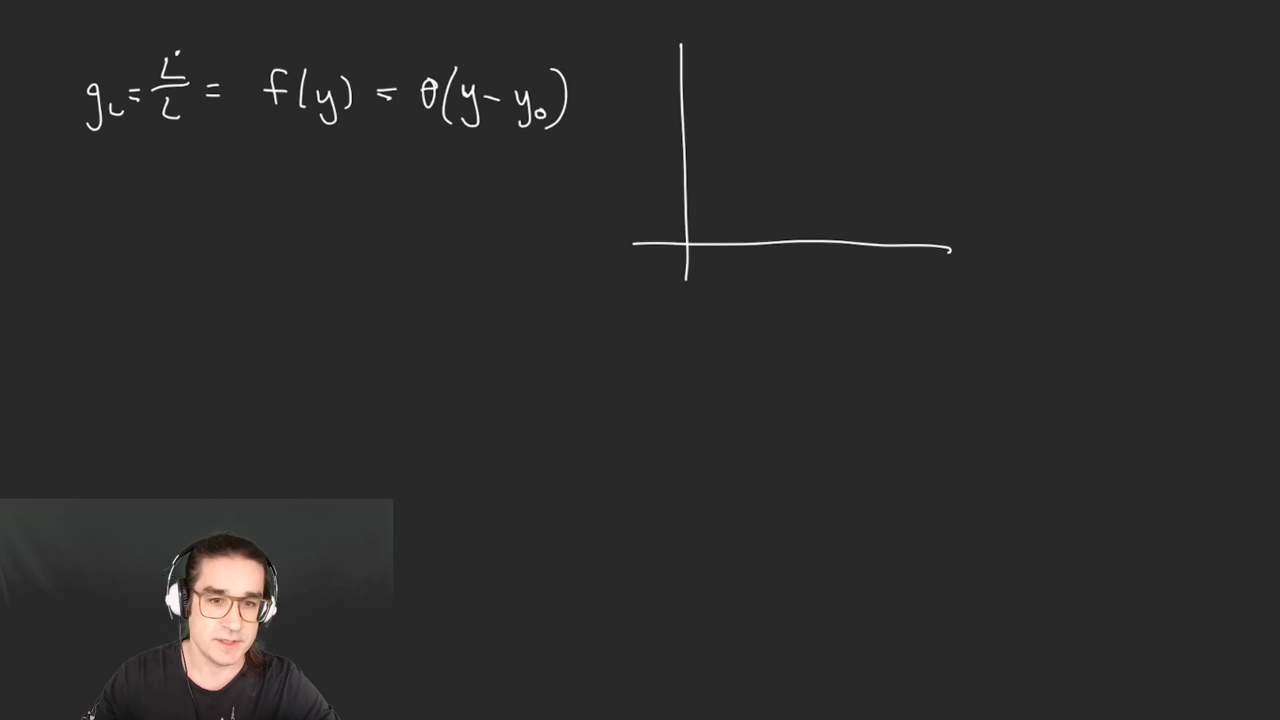 g_L = L̇/L = f(y) = θ(y - y₀)